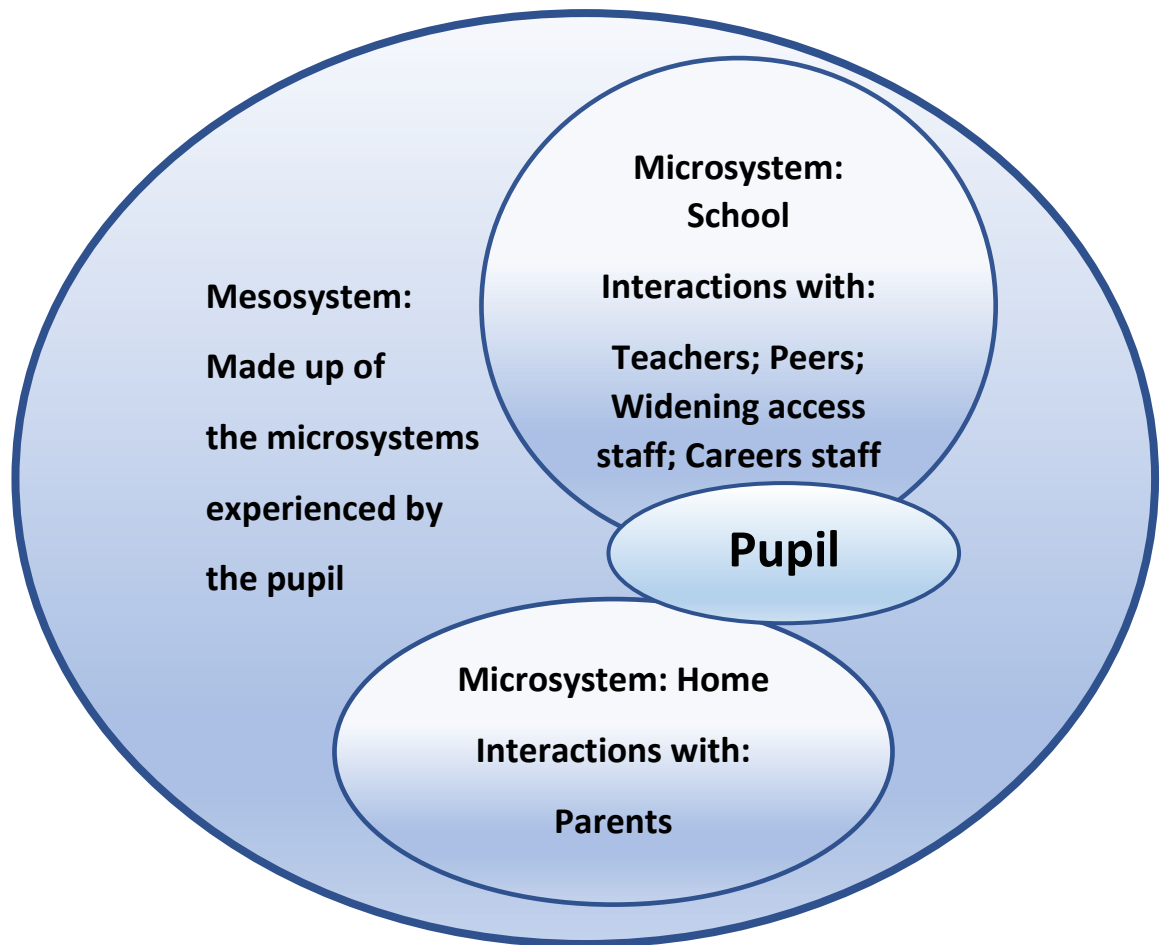 Mesosystem:
Made up of
the microsystems
experienced by
the pupil
Microsystem:
School
Interactions with:
Teachers; Peers;
Widening access
staff; Careers staff
Pupil
Microsystem: Home
Interactions with:
Parents